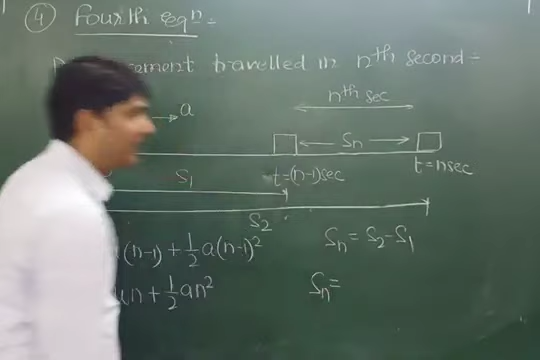 ④ Fourth eqⁿ:-
travelled in nᵗʰ second:-
nᵗʰ sec
a
Sₙ
S₁ t=(n-1)sec t=nsec
S₂
(n-1)+½a(n-1)² Sₙ = S₂-S₁
un+½an² Sₙ=